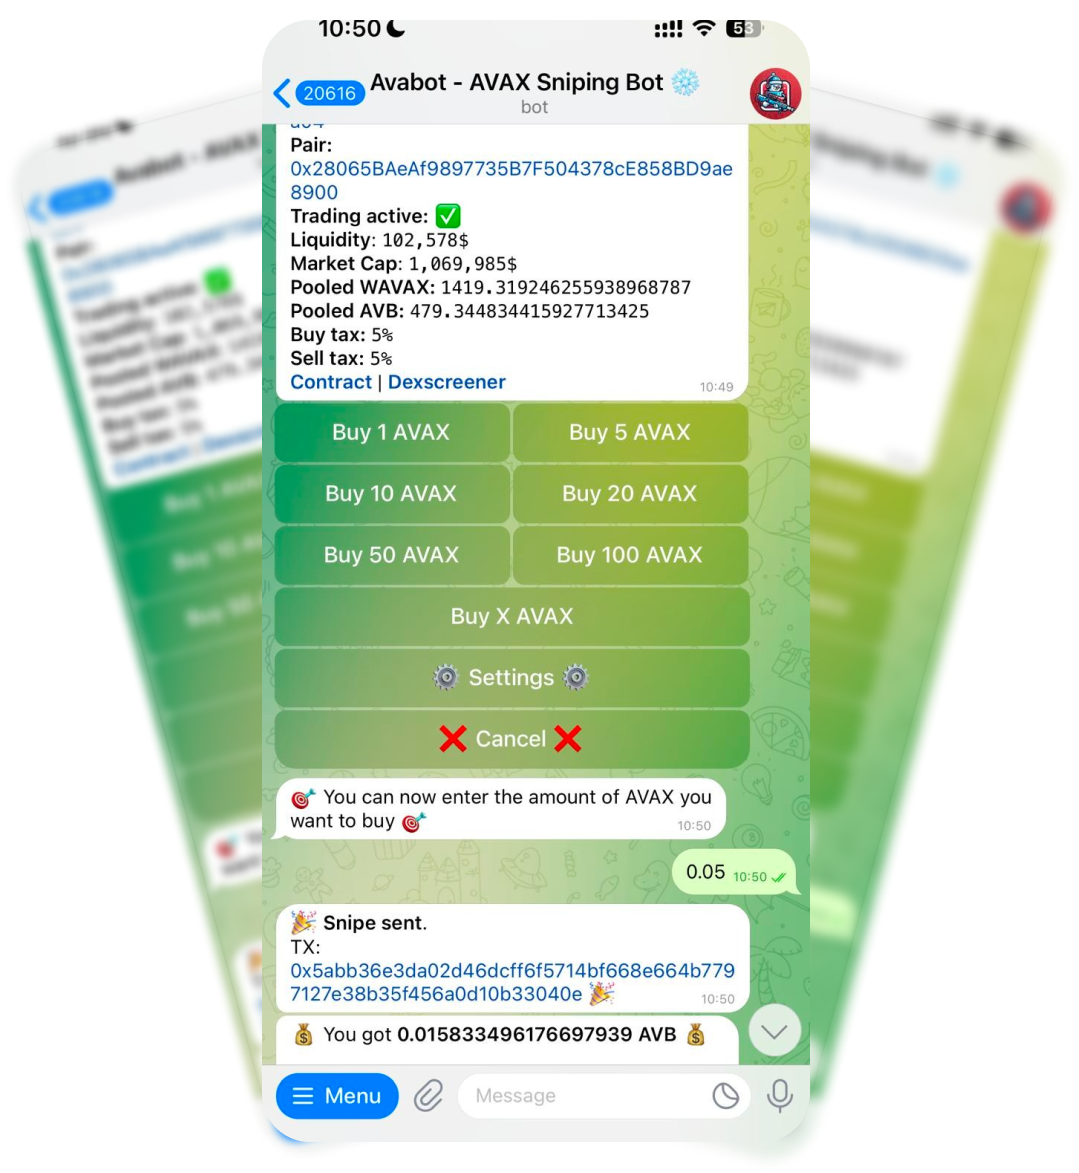 10:50
53
20616
Avabot - AVAX Sniping Bot ❄️
bot
Pair:
0x28065BAeAf9897735B7F504378cE858BD9ae
8900
Trading active: ✅
Liquidity: 102,578$
Market Cap: 1,069,985$
Pooled WAVAX: 1419.319246255938968787
Pooled AVB: 479.344834415927713425
Buy tax: 5%
Sell tax: 5%
Contract | Dexscreener
10:49
Buy 1 AVAX
Buy 5 AVAX
Buy 10 AVAX
Buy 20 AVAX
Buy 50 AVAX
Buy 100 AVAX
Buy X AVAX
⚙️ Settings ⚙️
❌ Cancel ❌
🎯 You can now enter the amount of AVAX you
want to buy 🎯
10:50
0.05
10:50
🎉 Snipe sent.
TX:
0x5abb36e3da02d46dcff6f5714bf668e664b779
7127e38b35f456a0d10b33040e 🎉
10:50
💰 You got 0.015833496176697939 AVB 💰
Menu
Message